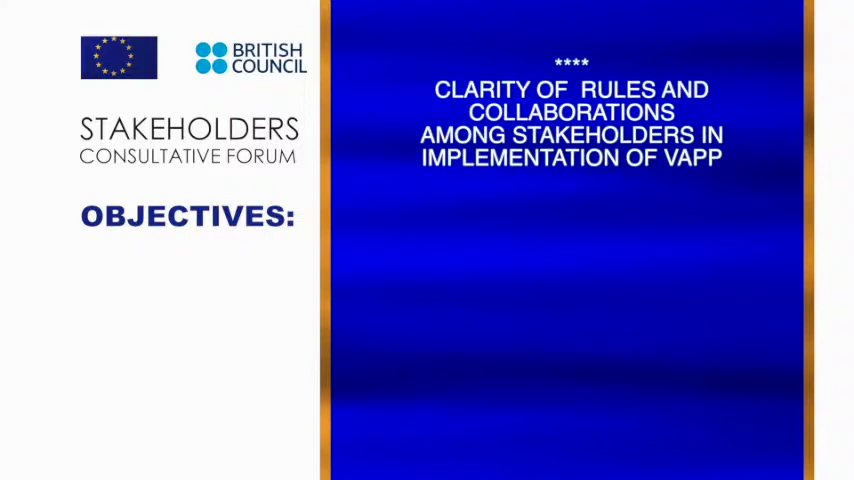 BRITISH
COUNCIL
STAKEHOLDERS
CONSULTATIVE FORUM
OBJECTIVES:
****
CLARITY OF RULES AND
COLLABORATIONS
AMONG STAKEHOLDERS IN
IMPLEMENTATION OF VAPP